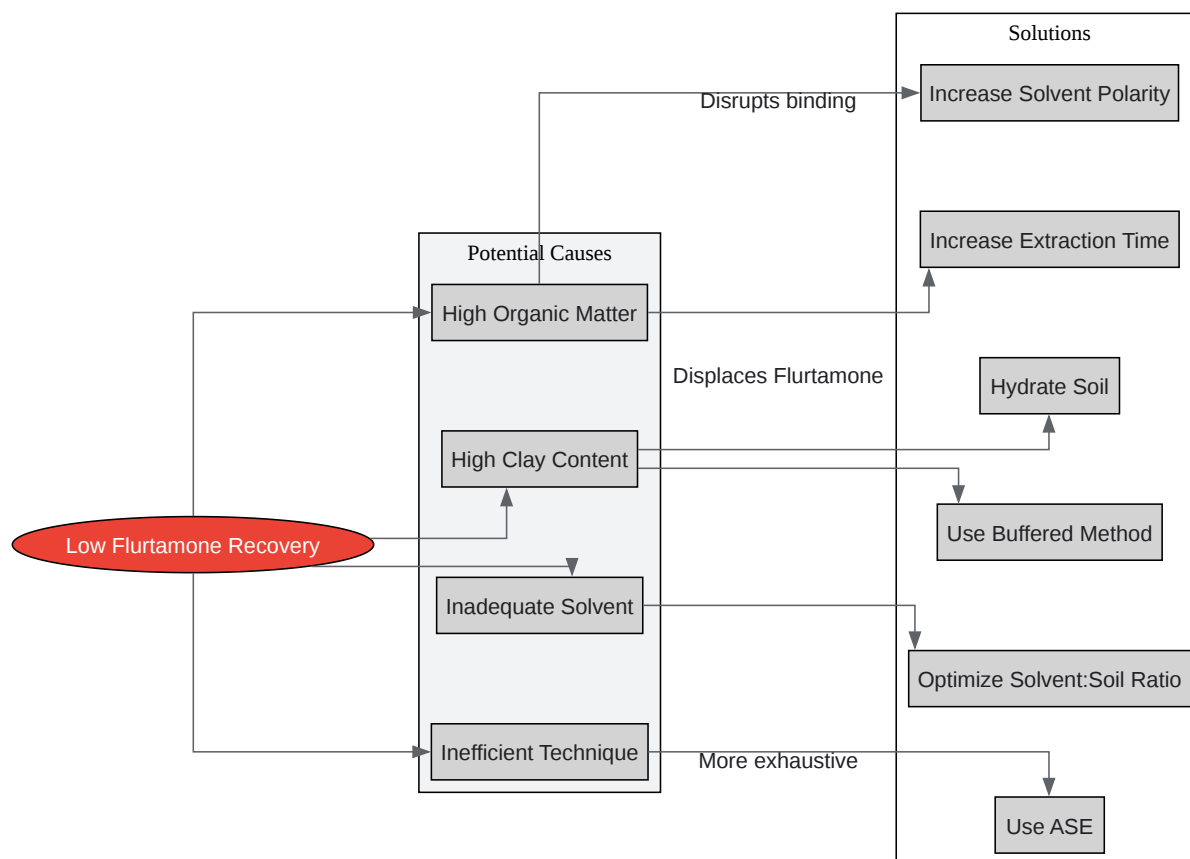 Solutions
Increase Solvent Polarity
Disrupts binding
Increase Extraction Time
Potential Causes
High Organic Matter
Displaces Flurtamone
Hydrate Soil
High Clay Content
Use Buffered Method
Low Flurtamone Recovery
Inadequate Solvent
Optimize Solvent:Soil Ratio
Inefficient Technique
More exhaustive
Use ASE